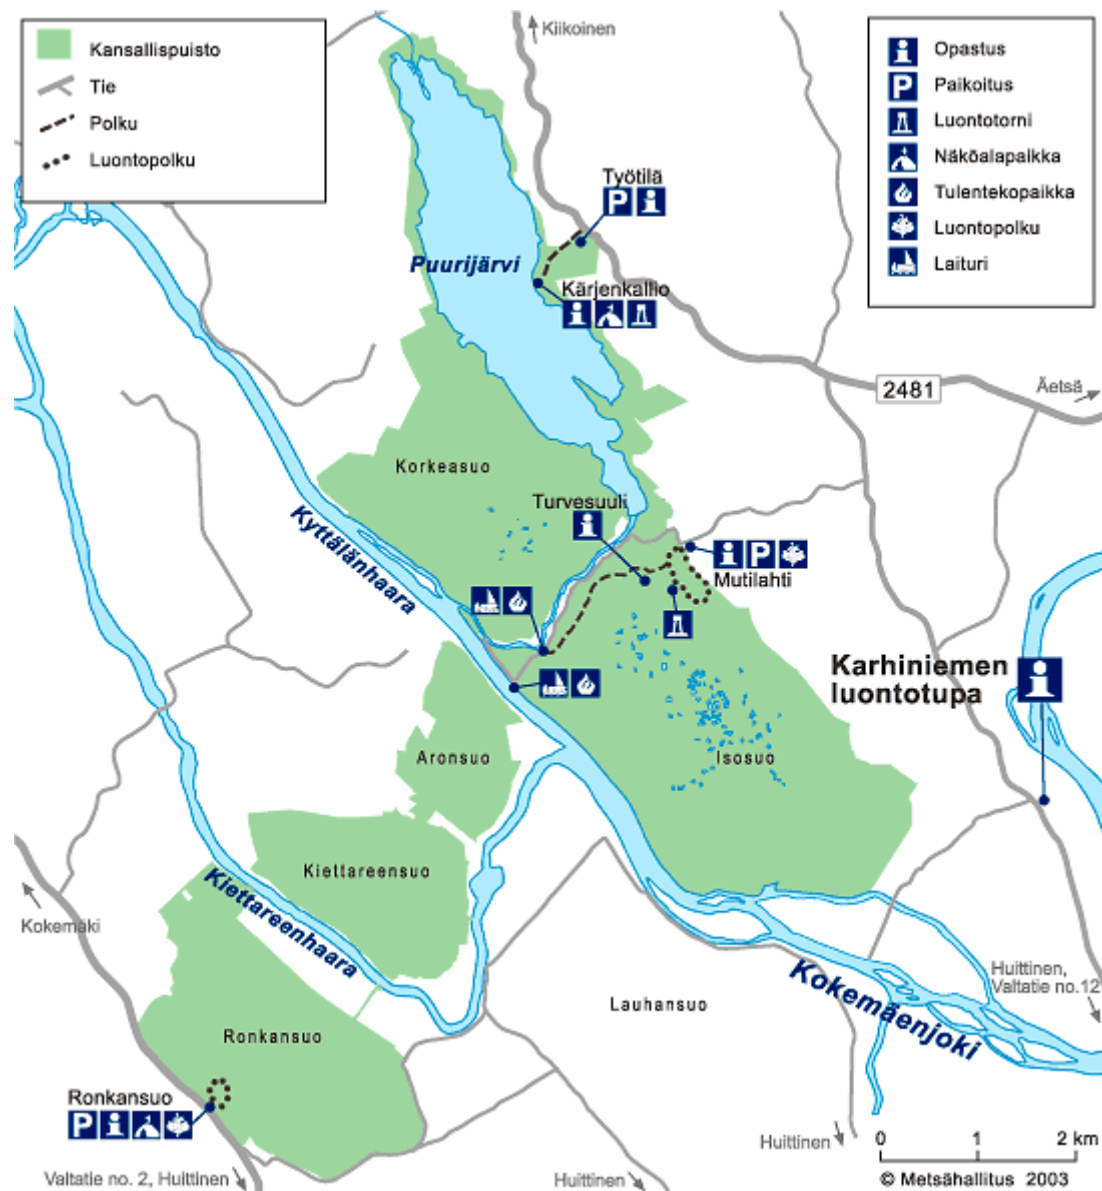 Kansallispuisto
Tie
Polku
Luontopolku
Kiikoinen
Opastus
Paikoitus
Luontotorni
Näköalapaikka
Tulentekopaikka
Luontopolku
Laituri
Työtilä
P i
Puurijärvi
Kärjenkallio
i
2481
Äetsä
Korkeasuo
Turvesuuli
i
Kyttälänhaara
i P
Mutilahti
Karhiniemen
luontotupa
i
Aronsuo
Isosuo
Kiettareensuo
Kiettareenhaara
Kokemäki
Huittinen,
Valtatie no.12
Lauhansuo
Kokemäenjoki
Ronkansuo
Ronkansuo
P i
Huittinen
0 1 2 km
Valtatie no. 2, Huittinen
Huittinen
© Metsähallitus 2003